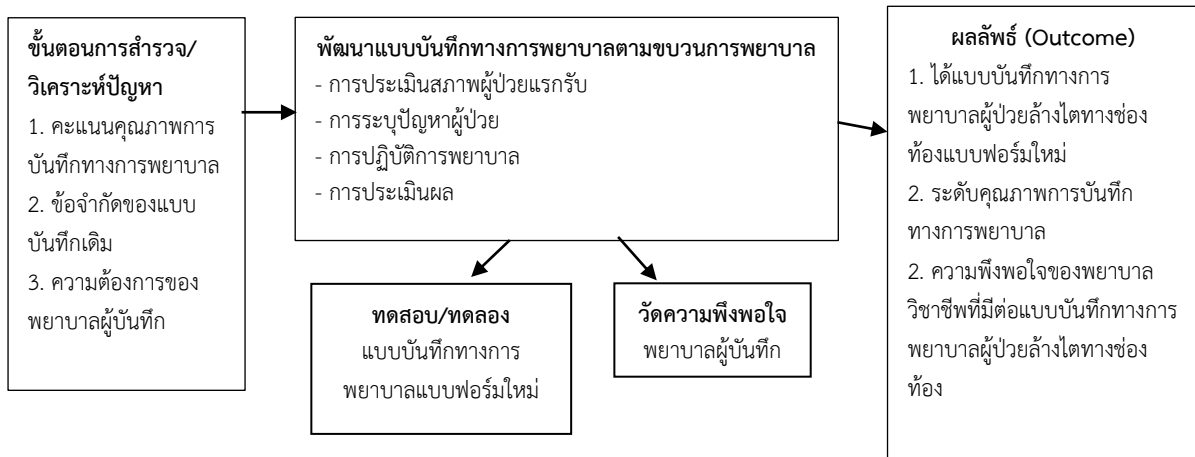 ขั้นตอนการสำรวจ/
วิเคราะห์ปัญหา
1. คะแนนคุณภาพการ
บันทึกทางการพยาบาล
2. ข้อจำกัดของแบบ
บันทึกเดิม
3. ความต้องการของ
พยาบาลผู้บันทึก
พัฒนาแบบบันทึกทางการพยาบาลตามขบวนการพยาบาล
- การประเมินสภาพผู้ป่วยแรกรับ
- การระบุปัญหาผู้ป่วย
- การปฏิบัติการพยาบาล
- การประเมินผล
ทดสอบ/ทดลอง
แบบบันทึกทางการ
พยาบาลแบบฟอร์มใหม่
วัดความพึงพอใจ
พยาบาลผู้บันทึก
ผลลัพธ์ (Outcome)
1. ได้แบบบันทึกทางการ
พยาบาลผู้ป่วยล้างไตทางช่อง
ท้องแบบฟอร์มใหม่
2. ระดับคุณภาพการบันทึก
ทางการพยาบาล
2. ความพึงพอใจของพยาบาล
วิชาชีพที่มีต่อแบบบันทึกทางการ
พยาบาลผู้ป่วยล้างไตทางช่อง
ท้อง